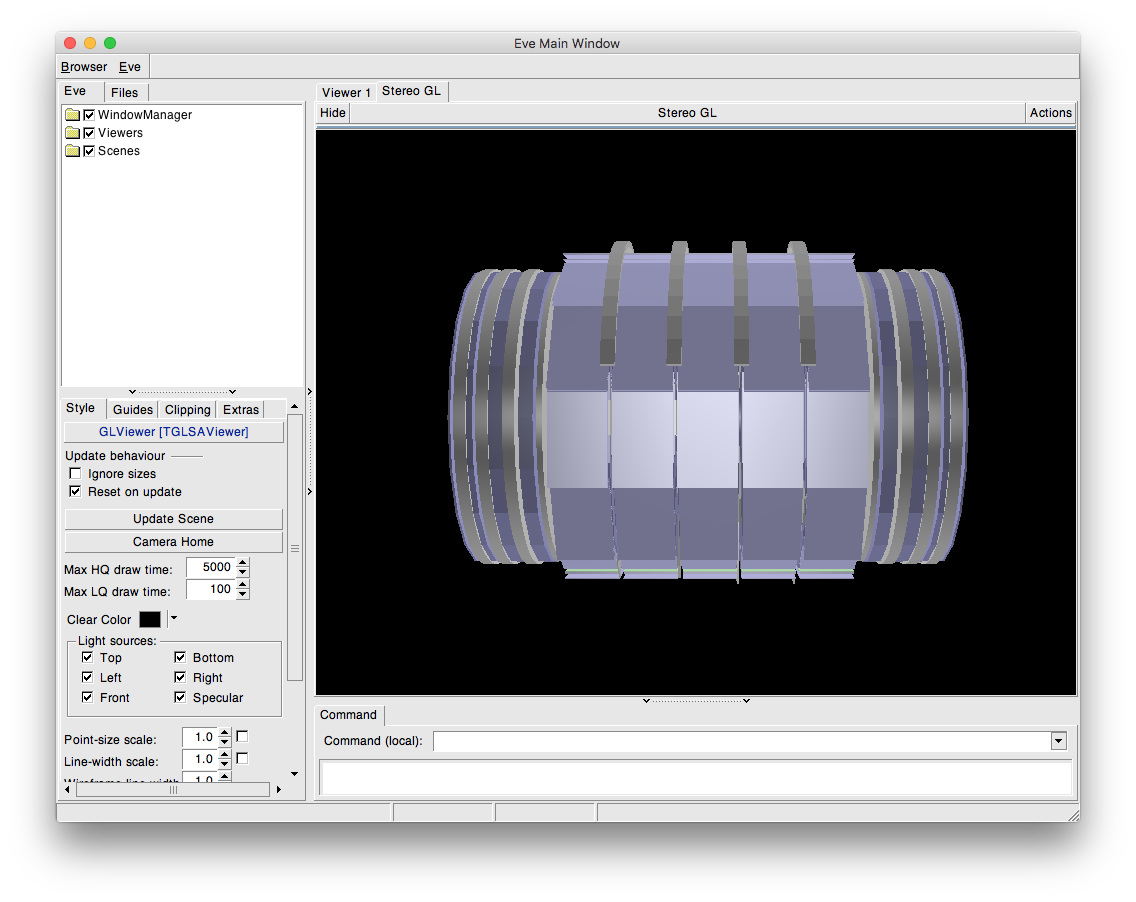 Eve Main Window
Browser Eve
Eve Files
WindowManager
Viewers
Scenes
Style Guides Clipping Extras
GLViewer [TGLSAViewer]
Update behaviour
Ignore sizes
Reset on update
Update Scene
Camera Home
Max HQ draw time: 5000
Max LQ draw time: 100
Clear Color
Light sources:
Top Bottom
Left Right
Front Specular
Point-size scale: 1.0
Line-width scale: 1.0
Wireframe line-width 1.0
Viewer 1 Stereo GL
Hide Stereo GL Actions
Command
Command (local):